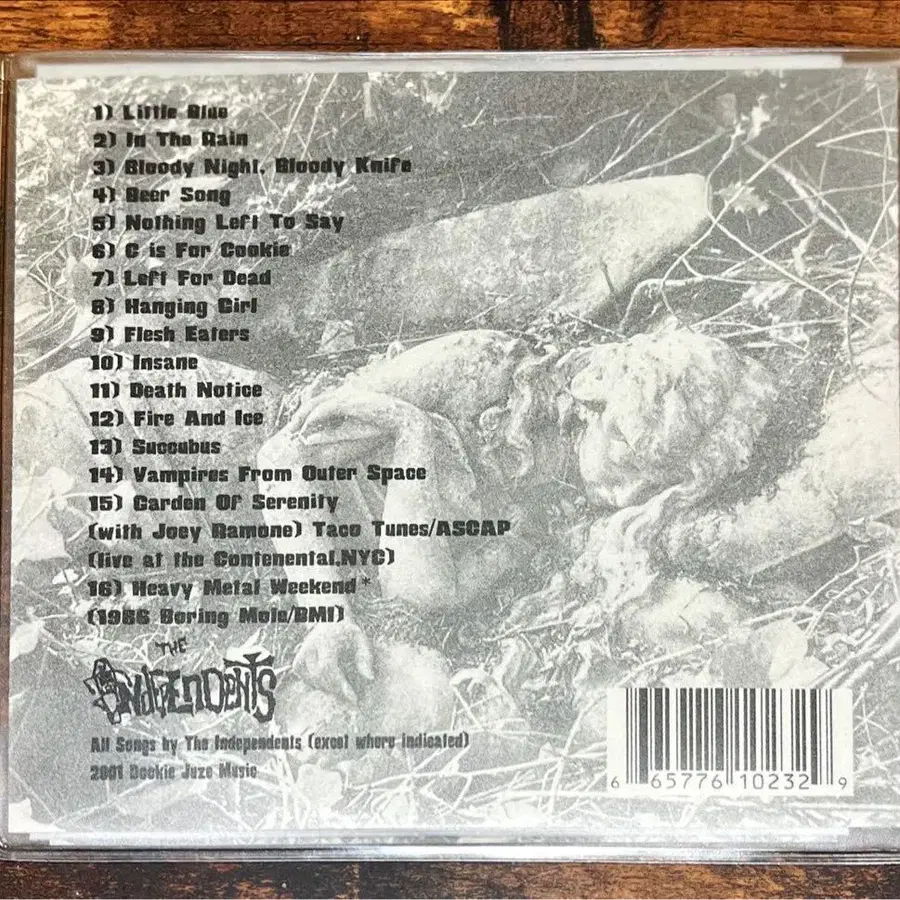 1) Little Blue
2) In The Rain
3) Bloody Night, Bloody Knife
4) Beer Song
5) Nothing Left To Say
6) C is For Cookie
7) Left For Dead
8) Hanging Girl
9) Flesh Eaters
10) Insane
11) Death Notice
12) Fire And Ice
13) Succubus
14) Vampires From Outer Space
15) Garden Of Serenity
(with Joey Ramone) Taco Tunes/ASCAP
(live at the Contenental,NYC)
16) Heavy Metal Weekend *
(1986 Boring Mole/BMI)
THE
INDEPENDENTS
All Songs by The Independents (excet where indicated)
2001 Dookie Juze Music
6 65776 10232 9